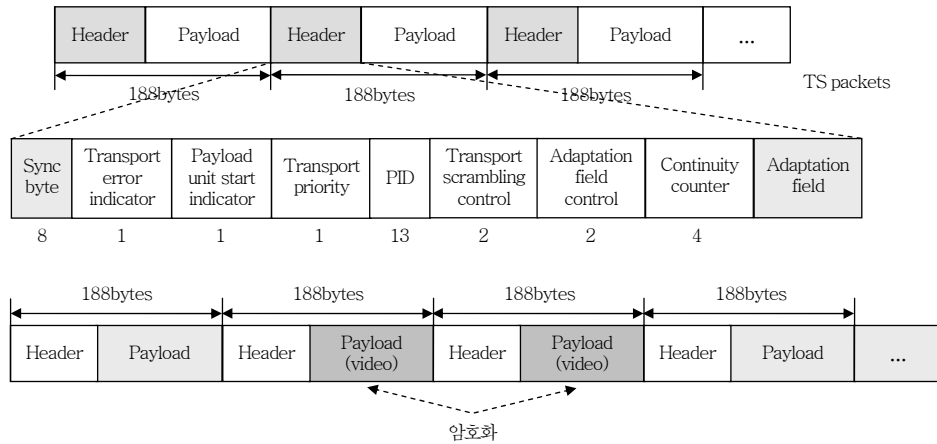 Header Payload Header Payload Header Payload ...
188bytes 188bytes 188bytes
TS packets
Sync byte
Transport error indicator
Payload unit start indicator
Transport priority
PID
Transport scrambling control
Adaptation field control
Continuity counter
Adaptation field
8 1 1 1 13 2 2 4
188bytes 188bytes 188bytes 188bytes
Header Payload Header Payload (video) Header Payload (video) Header Payload ...
암호화